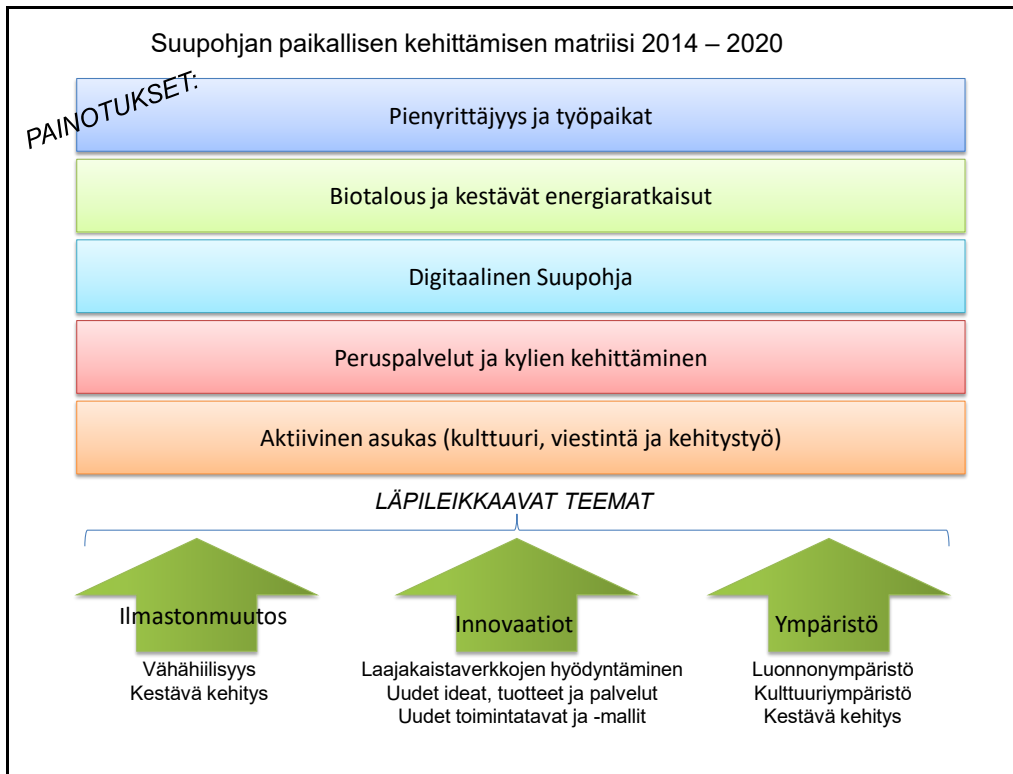 Suupohjan paikallisen kehittämisen matriisi 2014 – 2020
PAINOTUKSET:
Pienyrittäjyys ja työpaikat
Biotalous ja kestävät energiaratkaisut
Digitaalinen Suupohja
Peruspalvelut ja kylien kehittäminen
Aktiivinen asukas (kulttuuri, viestintä ja kehitystyö)
LÄPILEIKKAAVAT TEEMAT
Ilmastonmuutos
Vähähiilisyys
Kestävä kehitys
Innovaatiot
Laajakaistaverkkojen hyödyntäminen
Uudet ideat, tuotteet ja palvelut
Uudet toimintatavat ja -mallit
Ympäristö
Luonnonympäristö
Kulttuuriympäristö
Kestävä kehitys